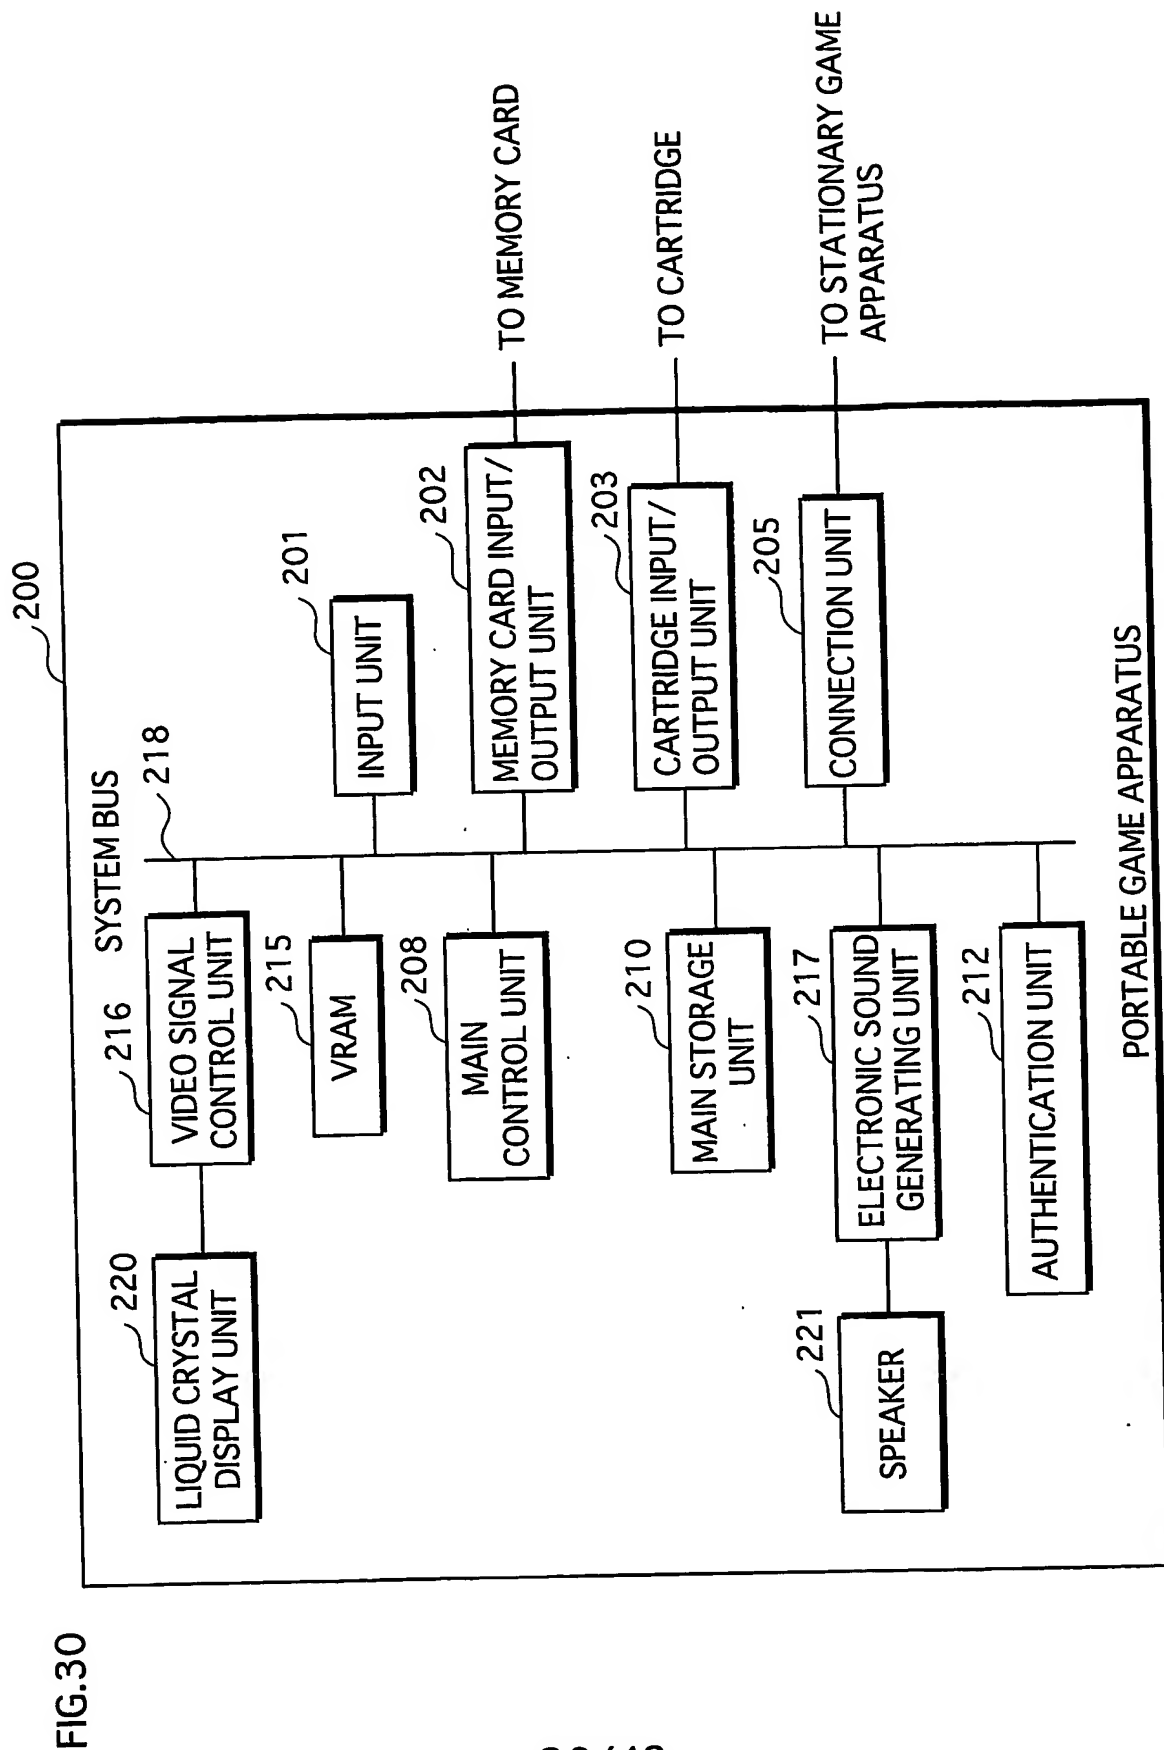 FIG.30
200
SYSTEM BUS
218
220
LIQUID CRYSTAL
DISPLAY UNIT
216
VIDEO SIGNAL
CONTROL UNIT
201
INPUT UNIT
215
VRAM
202
MEMORY CARD INPUT/
OUTPUT UNIT
TO MEMORY CARD
208
MAIN
CONTROL UNIT
203
CARTRIDGE INPUT/
OUTPUT UNIT
TO CARTRIDGE
210
MAIN STORAGE
UNIT
205
CONNECTION UNIT
TO STATIONARY GAME
APPARATUS
221
SPEAKER
217
ELECTRONIC SOUND
GENERATING UNIT
212
AUTHENTICATION UNIT
PORTABLE GAME APPARATUS